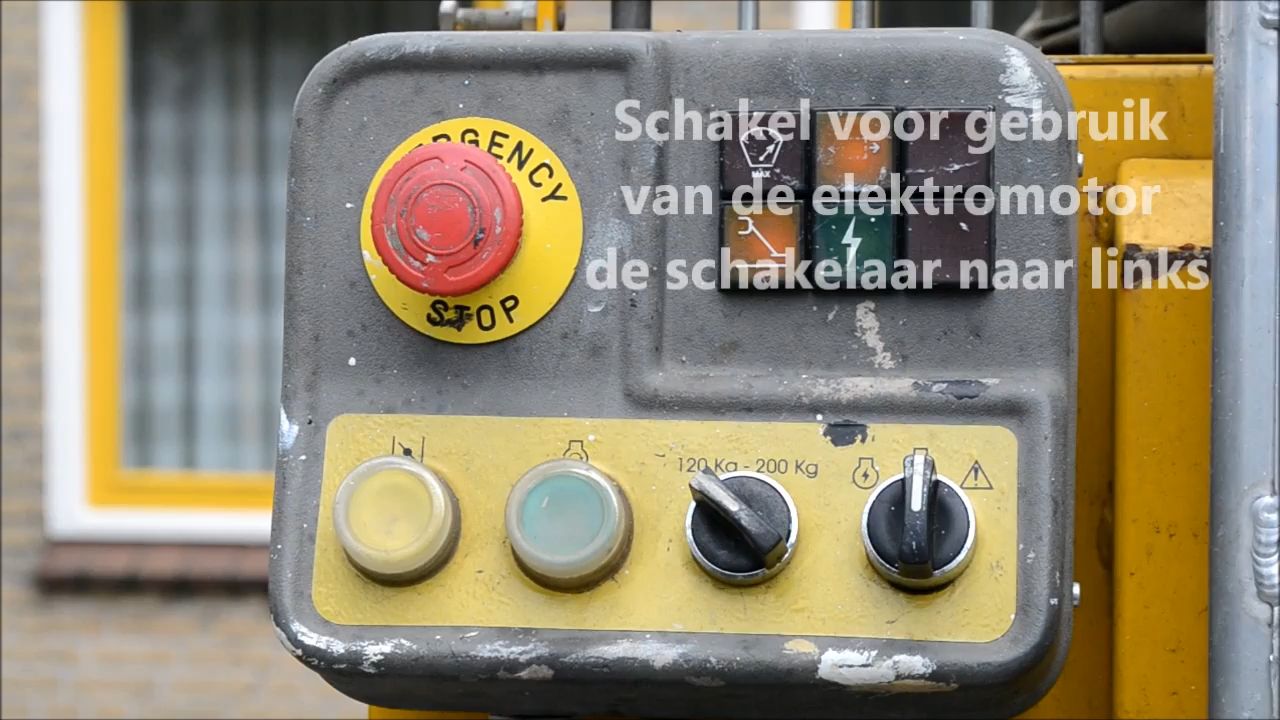 Schakel voor gebruik
van de elektromotor
de schakelaar naar links
ERGENCY
STOP
MAX
120 Kg - 200 Kg